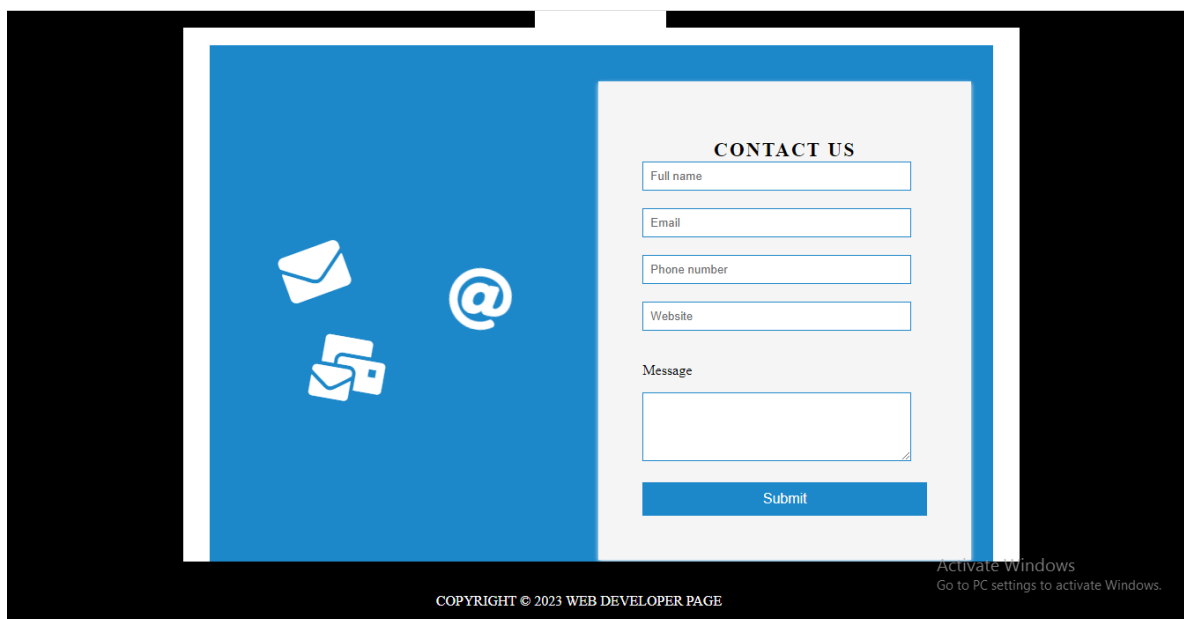 CONTACT US
Full name
Email
Phone number
Website
Message
Submit
Activate Windows
Go to PC settings to activate Windows.
COPYRIGHT © 2023 WEB DEVELOPER PAGE